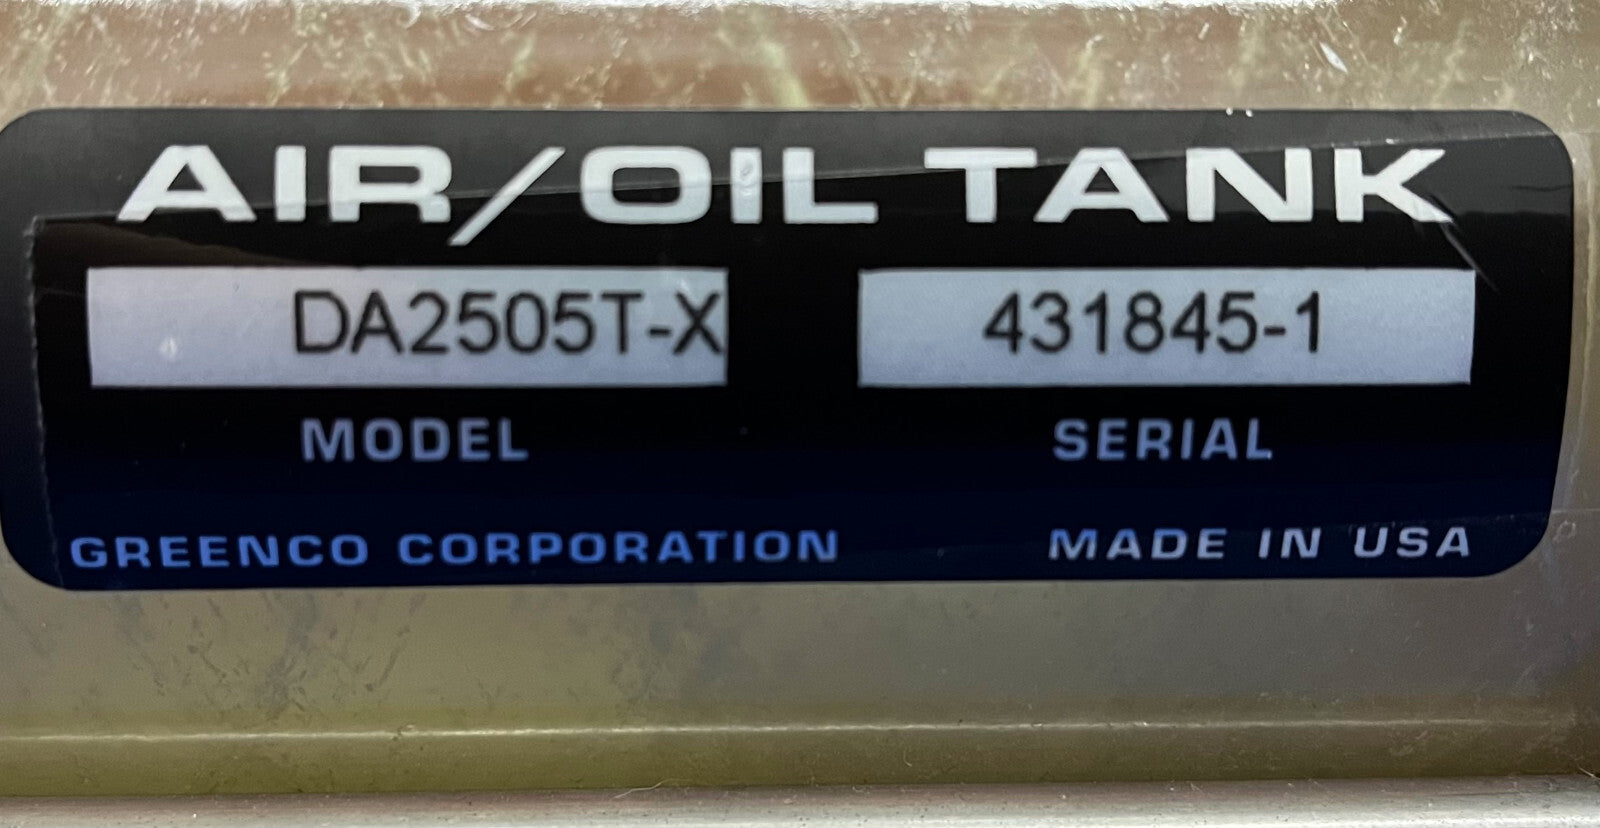 AIR/OIL TANK
DA2505T-X 431845-1
MODEL SERIAL
GREENCO CORPORATION MADE IN USA